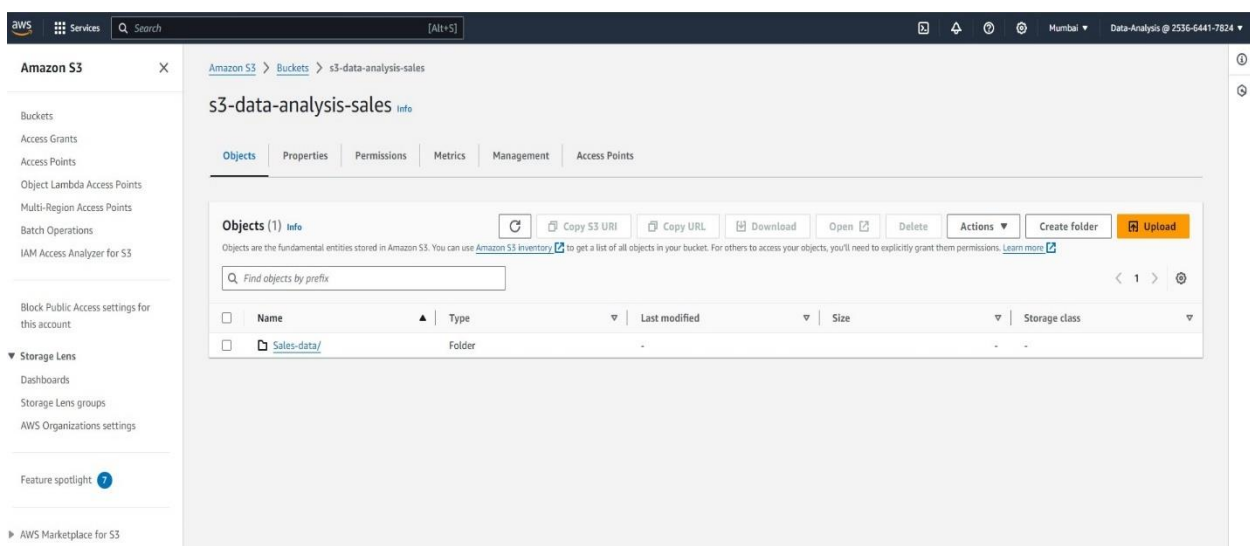 aws Services Search [Alt+S] Mumbai ▼ Data-Analysis @ 2536-6441-7824 ▼
Amazon S3
Buckets
Access Grants
Access Points
Object Lambda Access Points
Multi-Region Access Points
Batch Operations
IAM Access Analyzer for S3
Block Public Access settings for
this account
▼ Storage Lens
Dashboards
Storage Lens groups
AWS Organizations settings
Feature spotlight 7
▶ AWS Marketplace for S3
Amazon S3 > Buckets > s3-data-analysis-sales
s3-data-analysis-sales Info
Objects Properties Permissions Metrics Management Access Points
Objects (1) Info Copy S3 URI Copy URL Download Open Delete Actions ▼ Create folder Upload
Objects are the fundamental entities stored in Amazon S3. You can use Amazon S3 inventory to get a list of all objects in your bucket. For others to access your objects, you'll need to explicitly grant them permissions. Learn more
Find objects by prefix < 1 >
Name ▲ Type Last modified Size Storage class
Sales-data/ Folder - - -